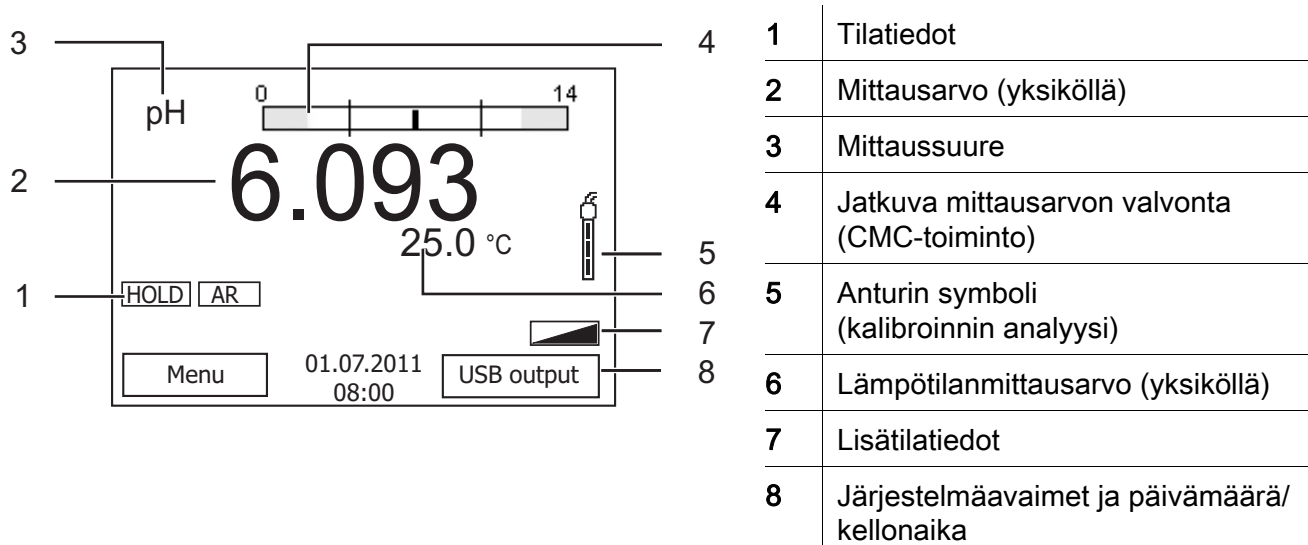 3
4
0
14
pH
2
6.093
25.0 °C
5
1
HOLD AR
6
7
Menu
01.07.2011
08:00
USB output
8
1 Tilatiedot
2 Mittausarvo (yksiköllä)
3 Mittaussuure
4 Jatkuva mittausarvon valvonta
(CMC-toiminto)
5 Anturin symboli
(kalibroinnin analyysi)
6 Lämpötilanmittausarvo (yksiköllä)
7 Lisätilatiedot
8 Järjestelmäavaimet ja päivämäärä/
kellonaika